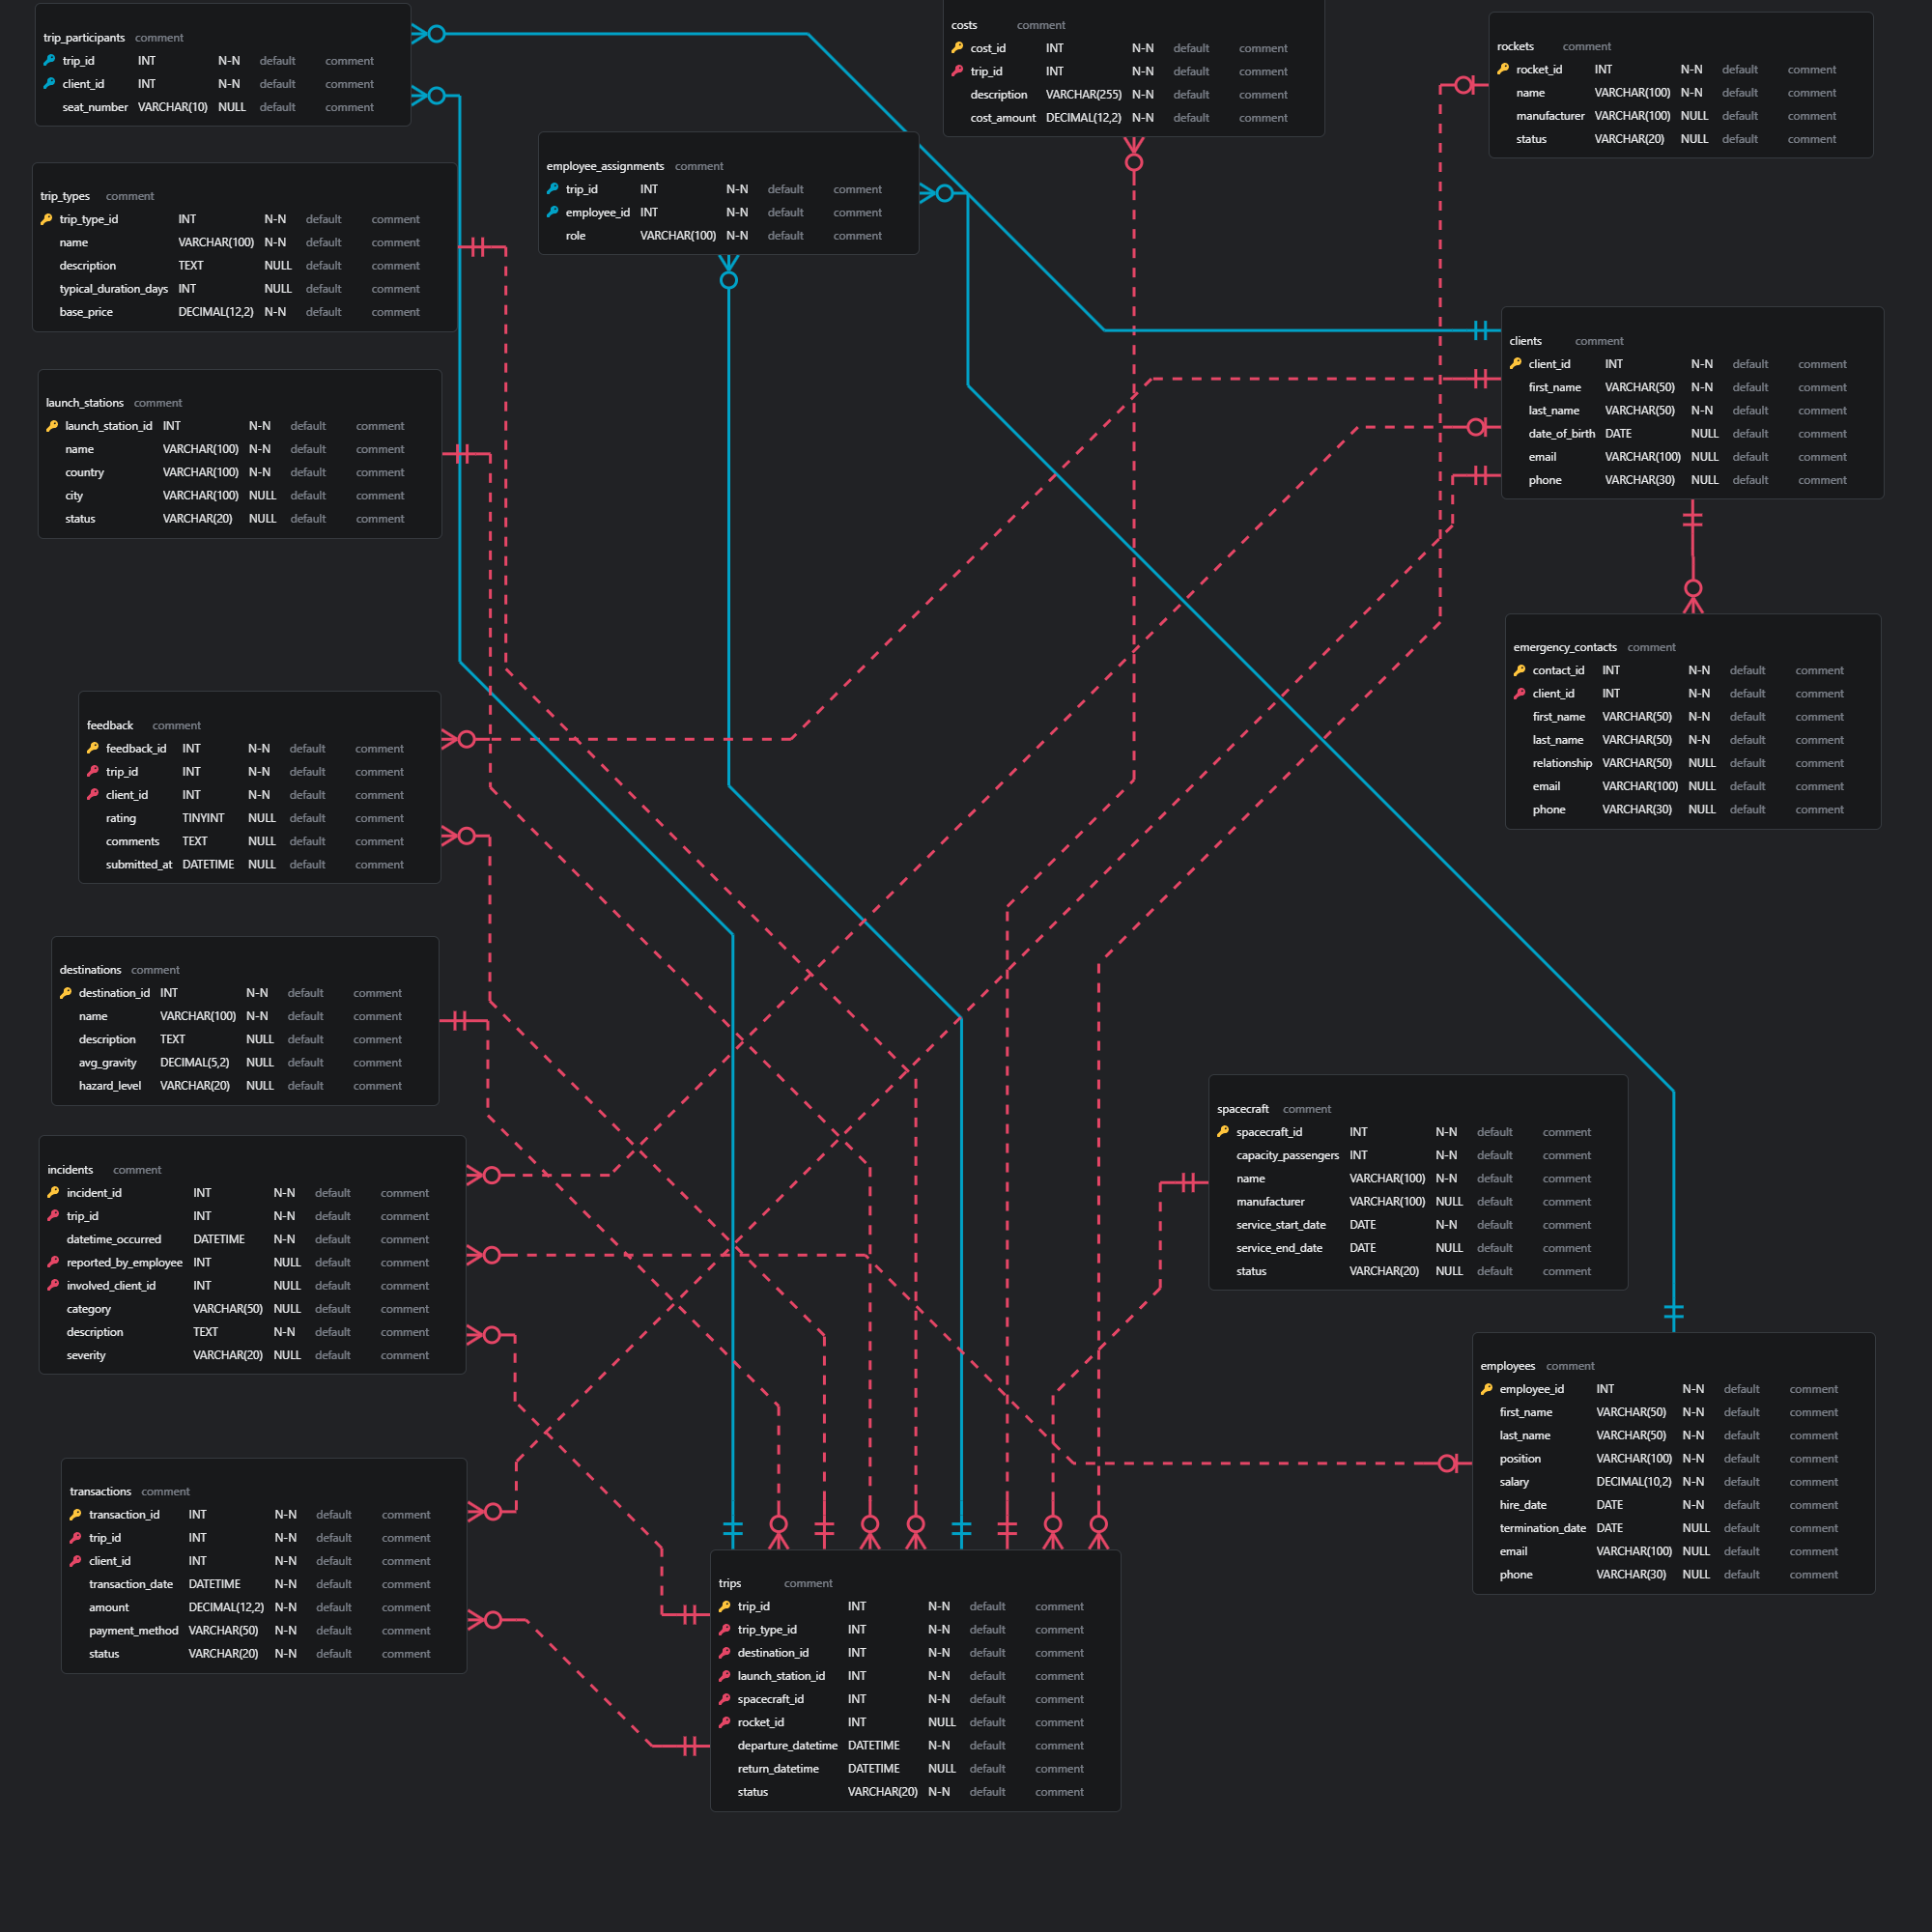 trip_participants comment
trip_id INT N-N default comment
client_id INT N-N default comment
seat_number VARCHAR(10) NULL default comment
costs comment
cost_id INT N-N default comment
trip_id INT N-N default comment
description VARCHAR(255) N-N default comment
cost_amount DECIMAL(12,2) N-N default comment
rockets comment
rocket_id INT N-N default comment
name VARCHAR(100) N-N default comment
manufacturer VARCHAR(100) NULL default comment
status VARCHAR(20) NULL default comment
employee_assignments comment
trip_id INT N-N default comment
employee_id INT N-N default comment
role VARCHAR(100) N-N default comment
trip_types comment
trip_type_id INT N-N default comment
name VARCHAR(100) N-N default comment
description TEXT NULL default comment
typical_duration_days INT NULL default comment
base_price DECIMAL(12,2) N-N default comment
clients comment
client_id INT N-N default comment
first_name VARCHAR(50) N-N default comment
last_name VARCHAR(50) N-N default comment
date_of_birth DATE NULL default comment
email VARCHAR(100) NULL default comment
phone VARCHAR(30) NULL default comment
launch_stations comment
launch_station_id INT N-N default comment
name VARCHAR(100) N-N default comment
country VARCHAR(100) N-N default comment
city VARCHAR(100) NULL default comment
status VARCHAR(20) NULL default comment
emergency_contacts comment
contact_id INT N-N default comment
client_id INT N-N default comment
first_name VARCHAR(50) N-N default comment
last_name VARCHAR(50) N-N default comment
relationship VARCHAR(50) NULL default comment
email VARCHAR(100) NULL default comment
phone VARCHAR(30) NULL default comment
feedback comment
feedback_id INT N-N default comment
trip_id INT N-N default comment
client_id INT N-N default comment
rating TINYINT NULL default comment
comments TEXT NULL default comment
submitted_at DATETIME NULL default comment
destinations comment
destination_id INT N-N default comment
name VARCHAR(100) N-N default comment
description TEXT NULL default comment
avg_gravity DECIMAL(5,2) NULL default comment
hazard_level VARCHAR(20) NULL default comment
spacecraft comment
spacecraft_id INT N-N default comment
capacity_passengers INT N-N default comment
name VARCHAR(100) N-N default comment
manufacturer VARCHAR(100) NULL default comment
service_start_date DATE N-N default comment
service_end_date DATE NULL default comment
status VARCHAR(20) NULL default comment
incidents comment
incident_id INT N-N default comment
trip_id INT N-N default comment
datetime_occurred DATETIME N-N default comment
reported_by_employee INT NULL default comment
involved_client_id INT NULL default comment
category VARCHAR(50) NULL default comment
description TEXT N-N default comment
severity VARCHAR(20) NULL default comment
employees comment
employee_id INT N-N default comment
first_name VARCHAR(50) N-N default comment
last_name VARCHAR(50) N-N default comment
position VARCHAR(100) N-N default comment
salary DECIMAL(10,2) N-N default comment
hire_date DATE N-N default comment
termination_date DATE NULL default comment
email VARCHAR(100) NULL default comment
phone VARCHAR(30) NULL default comment
transactions comment
transaction_id INT N-N default comment
trip_id INT N-N default comment
client_id INT N-N default comment
transaction_date DATETIME N-N default comment
amount DECIMAL(12,2) N-N default comment
payment_method VARCHAR(50) N-N default comment
status VARCHAR(20) N-N default comment
trips comment
trip_id INT N-N default comment
trip_type_id INT N-N default comment
destination_id INT N-N default comment
launch_station_id INT N-N default comment
spacecraft_id INT N-N default comment
rocket_id INT NULL default comment
departure_datetime DATETIME N-N default comment
return_datetime DATETIME NULL default comment
status VARCHAR(20) N-N default comment